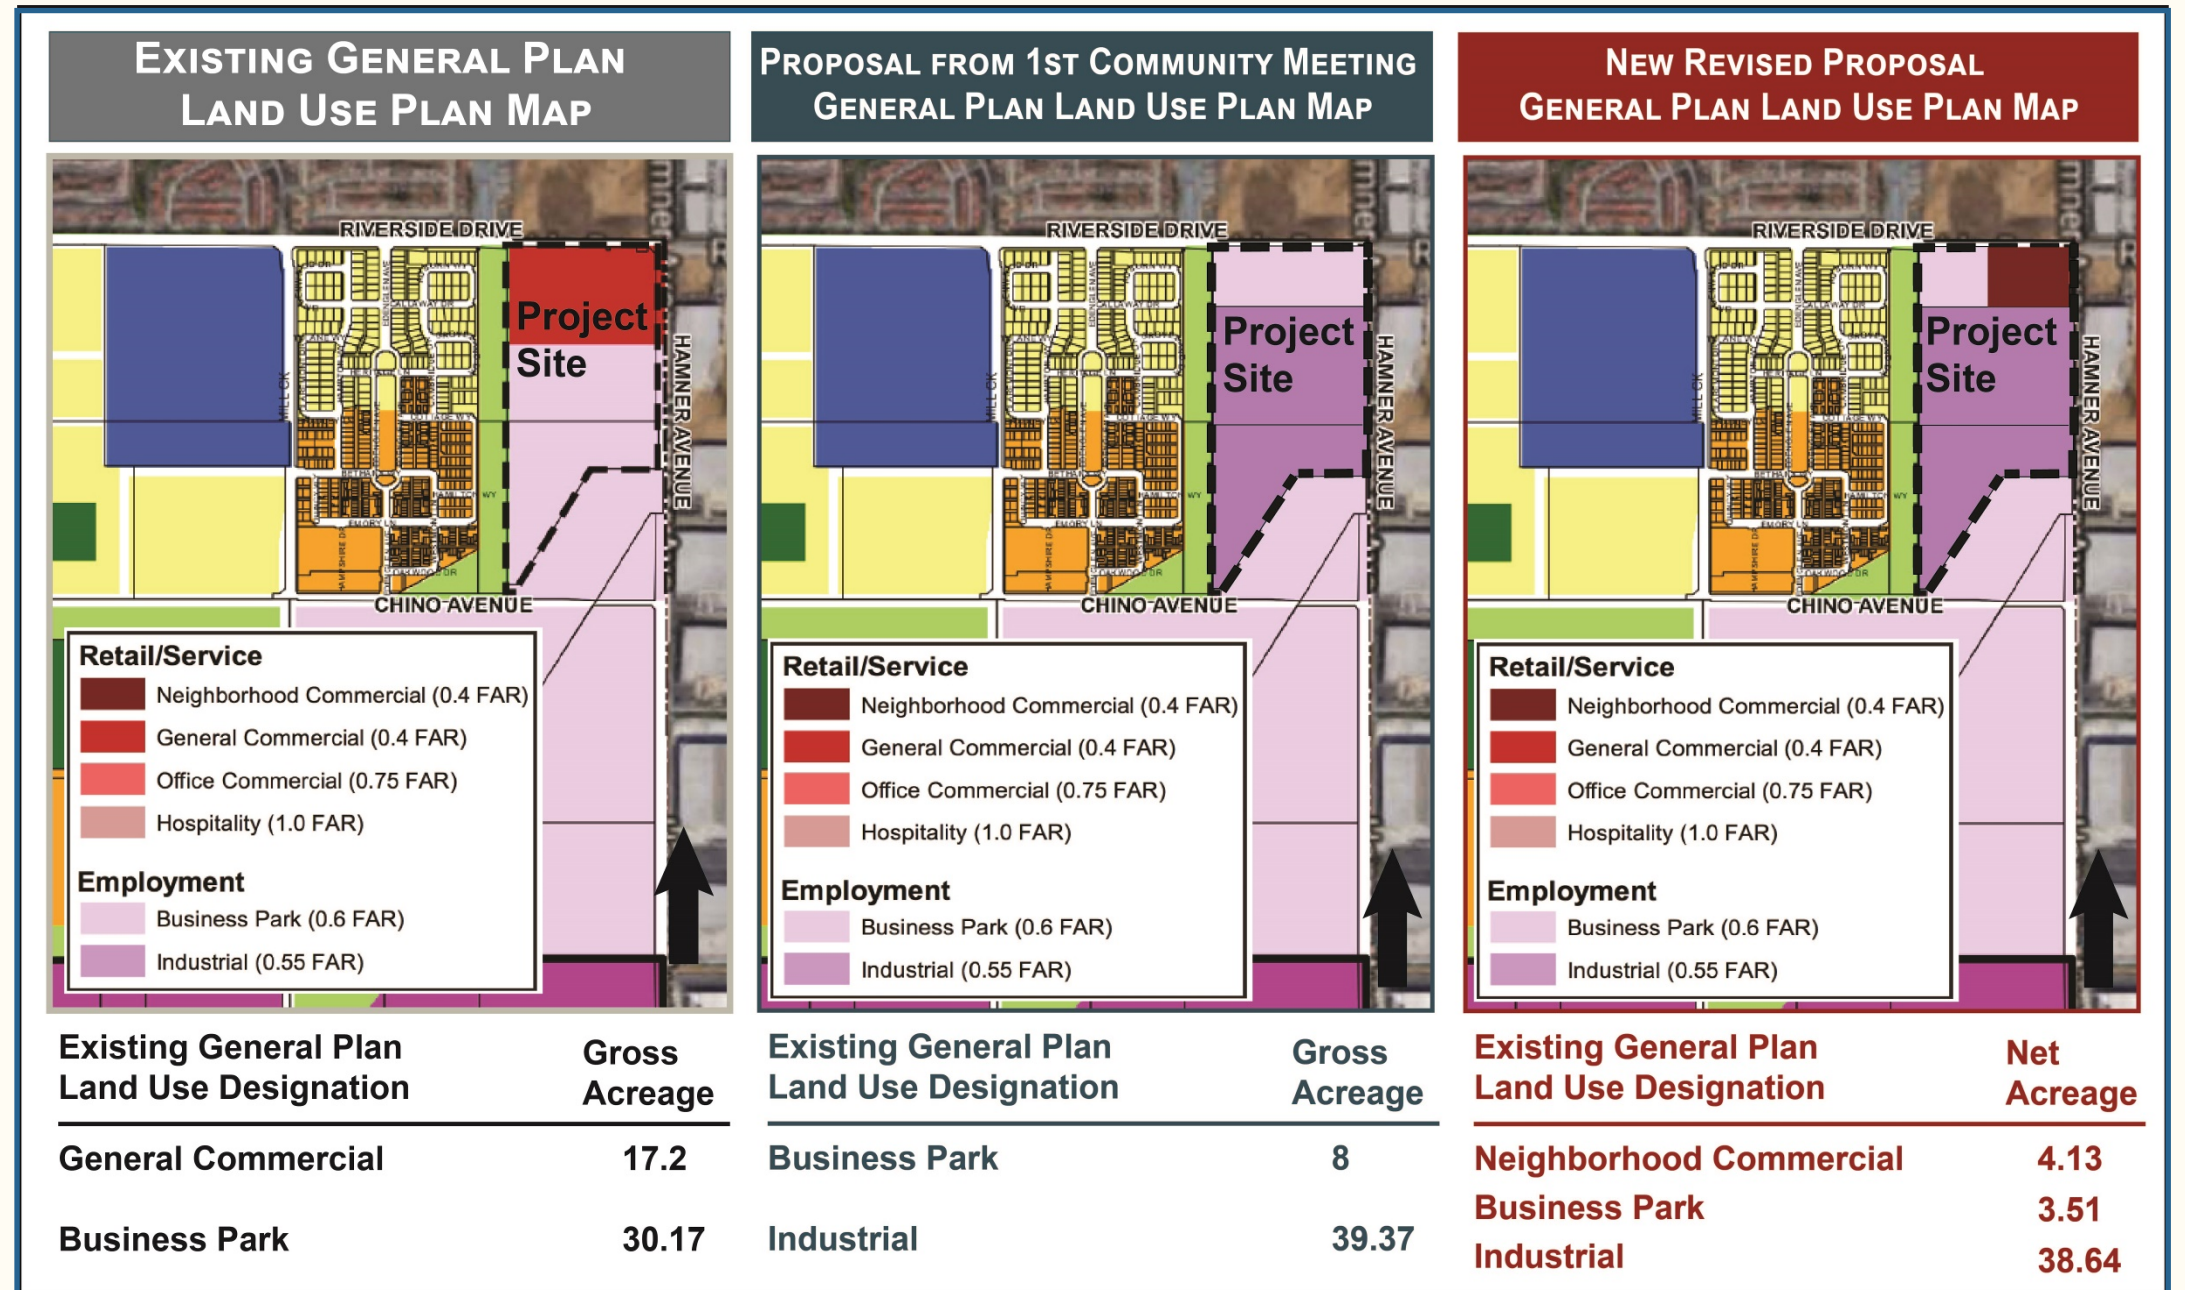 EXISTING GENERAL PLAN
LAND USE PLAN MAP
RIVERSIDE DRIVE
Project
Site
HAMNER AVENUE
CHINO AVENUE
Retail/Service
Neighborhood Commercial (0.4 FAR)
General Commercial (0.4 FAR)
Office Commercial (0.75 FAR)
Hospitality (1.0 FAR)
Employment
Business Park (0.6 FAR)
Industrial (0.55 FAR)
Existing General Plan
Land Use Designation
Gross
Acreage
General Commercial 17.2
Business Park 30.17
PROPOSAL FROM 1ST COMMUNITY MEETING
GENERAL PLAN LAND USE PLAN MAP
RIVERSIDE DRIVE
Project
Site
HAMNER AVENUE
CHINO AVENUE
Retail/Service
Neighborhood Commercial (0.4 FAR)
General Commercial (0.4 FAR)
Office Commercial (0.75 FAR)
Hospitality (1.0 FAR)
Employment
Business Park (0.6 FAR)
Industrial (0.55 FAR)
Existing General Plan
Land Use Designation
Gross
Acreage
Business Park 8
Industrial 39.37
NEW REVISED PROPOSAL
GENERAL PLAN LAND USE PLAN MAP
RIVERSIDE DRIVE
Project
Site
HAMNER AVENUE
CHINO AVENUE
Retail/Service
Neighborhood Commercial (0.4 FAR)
General Commercial (0.4 FAR)
Office Commercial (0.75 FAR)
Hospitality (1.0 FAR)
Employment
Business Park (0.6 FAR)
Industrial (0.55 FAR)
Existing General Plan
Land Use Designation
Net
Acreage
Neighborhood Commercial 4.13
Business Park 3.51
Industrial 38.64